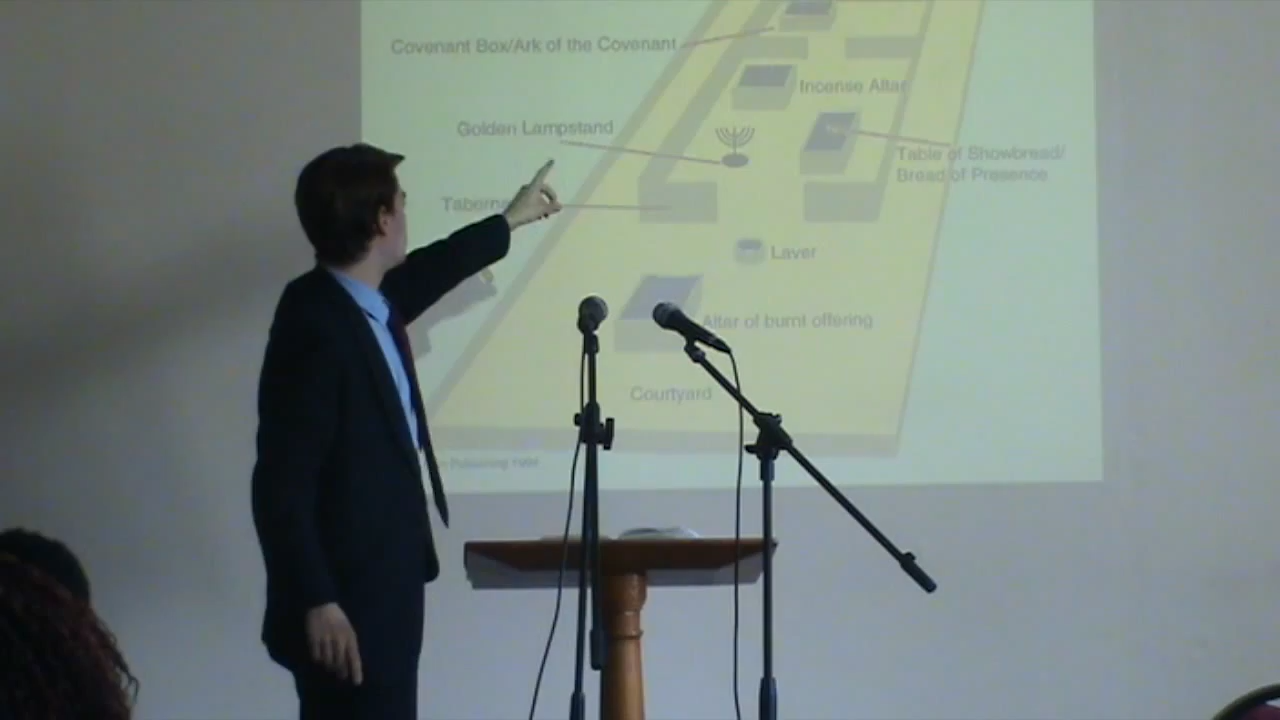 Covenant Box/Ark of the Covenant
Incense Altar
Golden Lampstand
Table of Showbread/
Bread of Presence
Laver
Altar of burnt offering
Courtyard